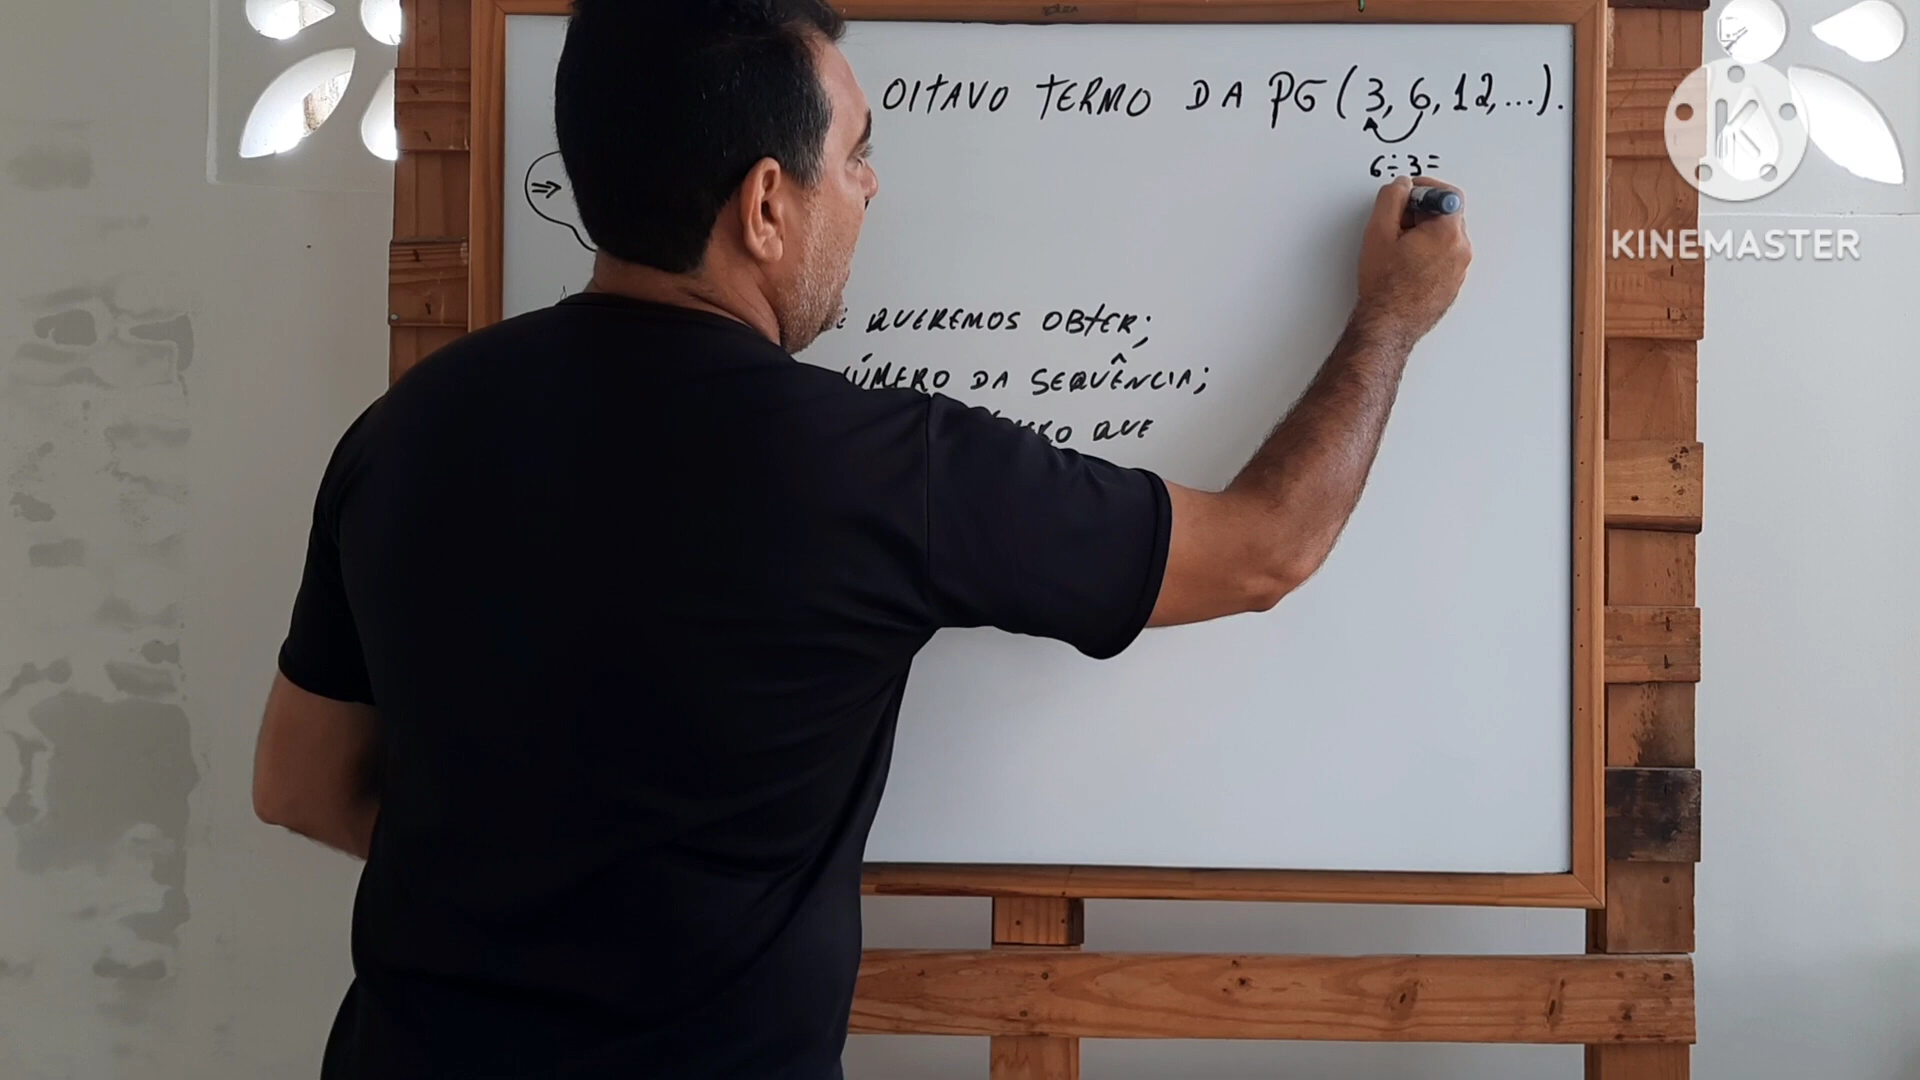 OITAVO TERMO DA PG (3, 6, 12, ...).
6 ÷ 3 =
⇒
QUEREMOS OBTER;
NÚMERO DA SEQUÊNCIA;
QUE
K
KINEMASTER